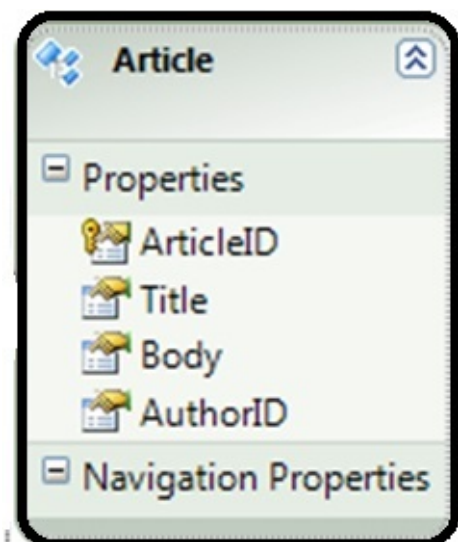 Article
Properties
ArticleID
Title
Body
AuthorID
Navigation Properties